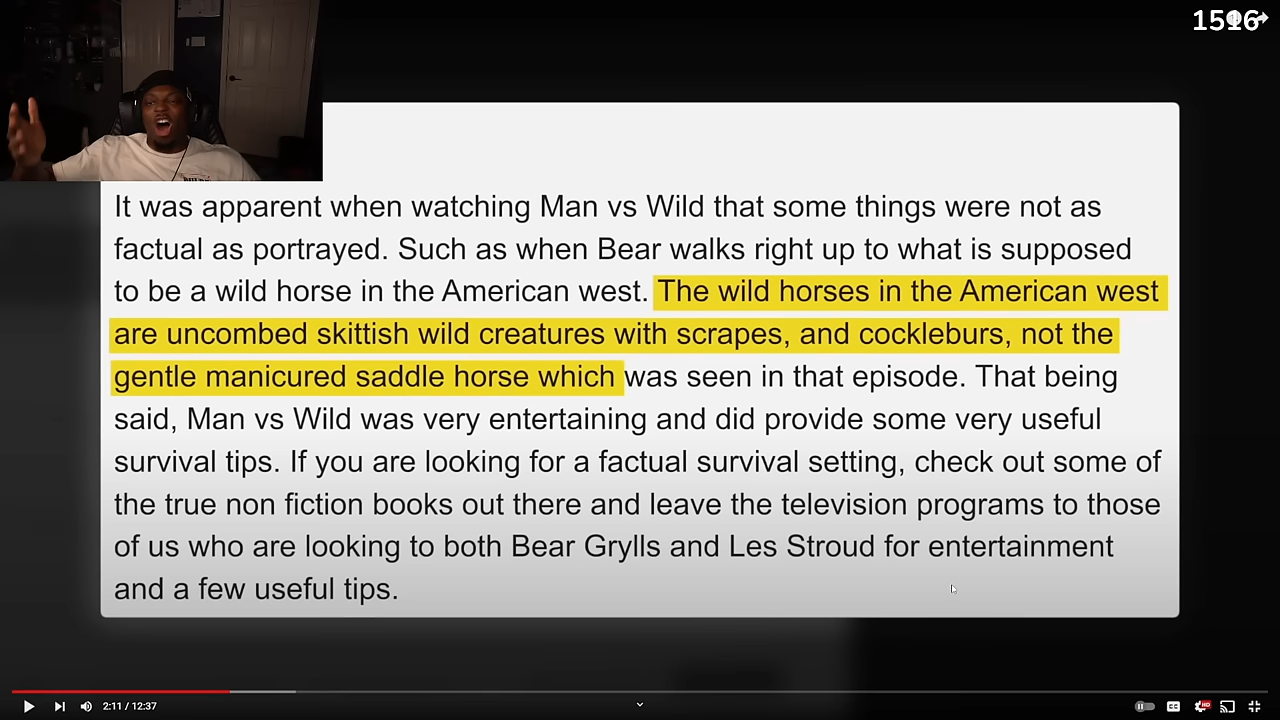 1516
It was apparent when watching Man vs Wild that some things were not as
factual as portrayed. Such as when Bear walks right up to what is supposed
to be a wild horse in the American west. The wild horses in the American west
are uncombed skittish wild creatures with scrapes, and cockleburs, not the
gentle manicured saddle horse which was seen in that episode. That being
said, Man vs Wild was very entertaining and did provide some very useful
survival tips. If you are looking for a factual survival setting, check out some of
the true non fiction books out there and leave the television programs to those
of us who are looking to both Bear Grylls and Les Stroud for entertainment
and a few useful tips.
2:11 / 12:37
CC
HD